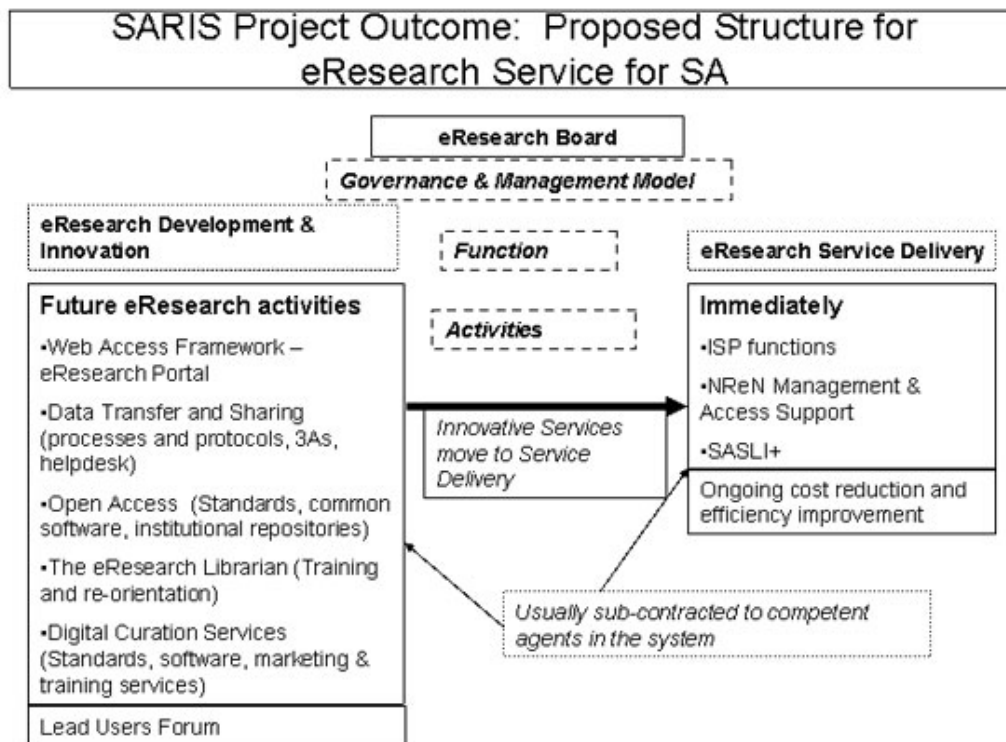 SARIS Project Outcome:  Proposed Structure for
eResearch Service for SA
eResearch Board
Governance & Management Model
eResearch Development &
Innovation
Function
eResearch Service Delivery
Future eResearch activities
•Web Access Framework –
eResearch Portal
•Data Transfer and Sharing
(processes and protocols, 3As,
helpdesk)
•Open Access  (Standards, common
software, institutional repositories)
•The eResearch Librarian (Training
and re-orientation)
•Digital Curation Services
(Standards, software, marketing &
training services)
Lead Users Forum
Activities
Innovative Services
move to Service
Delivery
Immediately
•ISP functions
•NReN Management &
Access Support
•SASLI+
Ongoing cost reduction and
efficiency improvement
Usually sub-contracted to competent
agents in the system